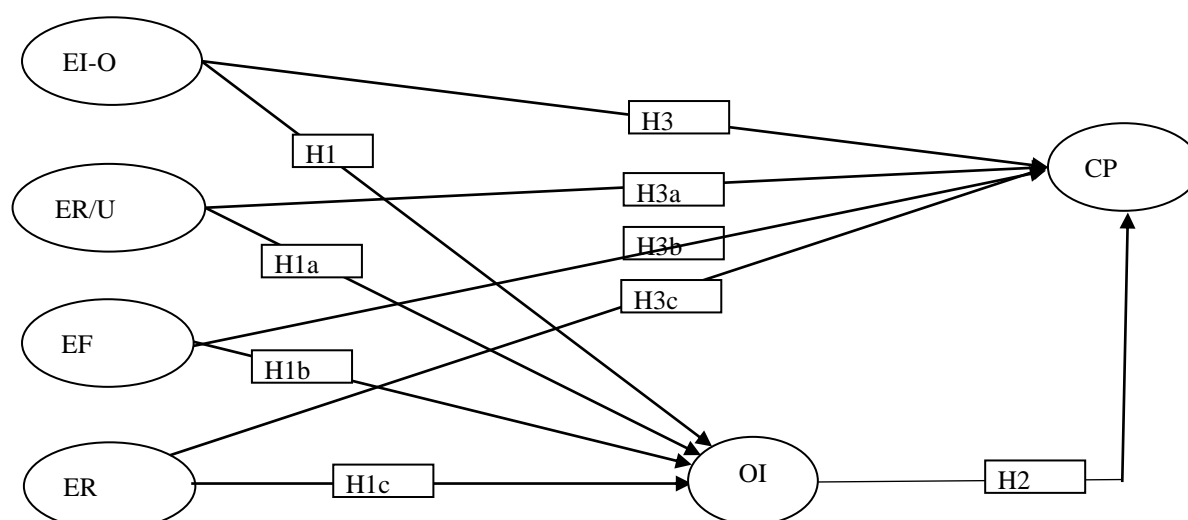 EI-O
H3
H1
CP
ER/U
H3a
H3b
H1a
H3c
EF
H1b
ER
H1c
OI
H2